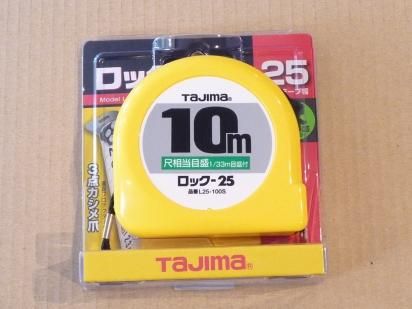 ロック
25
Model L
テープ幅
TAJIMA®
10m
尺相当目盛 1/33m目盛付
ロック-25
品番 L25-100S
3点カシメ爪
TAJIMA®